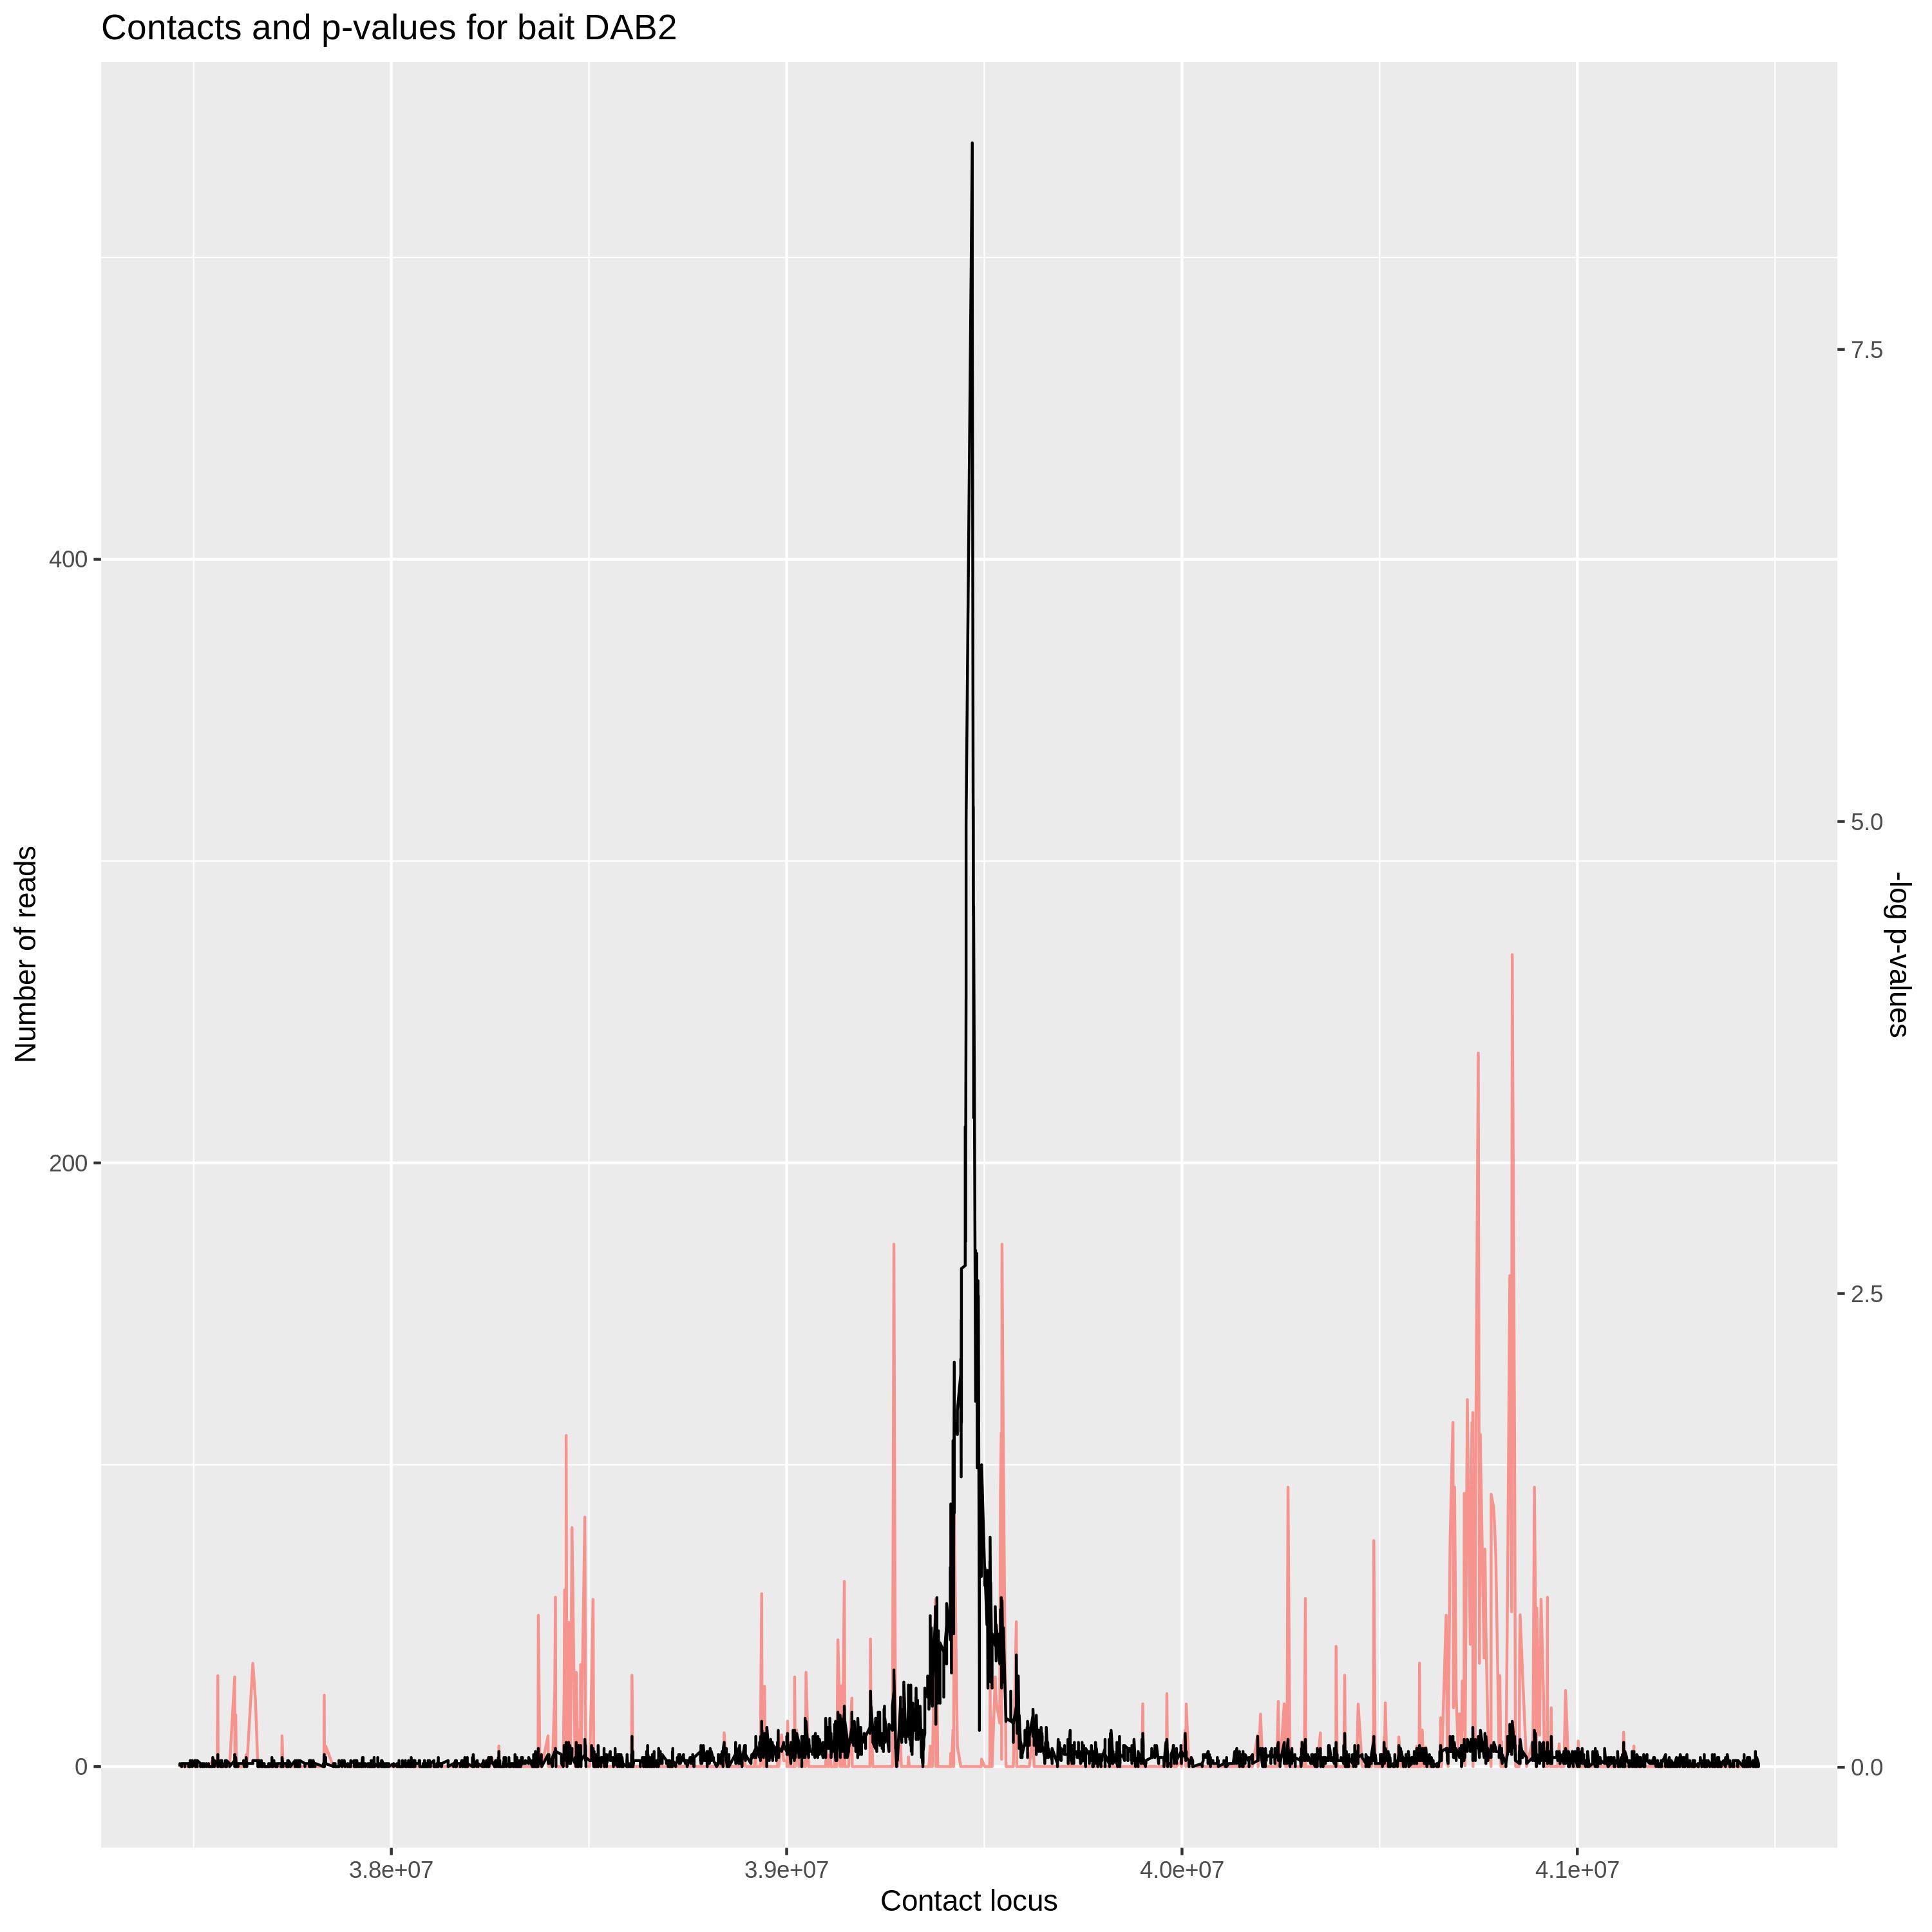 Contacts and p-values for bait DAB2
Number of reads
400
200
0
7.5
5.0
2.5
0.0
-log p-values
3.8e+07
3.9e+07
4.0e+07
4.1e+07
Contact locus